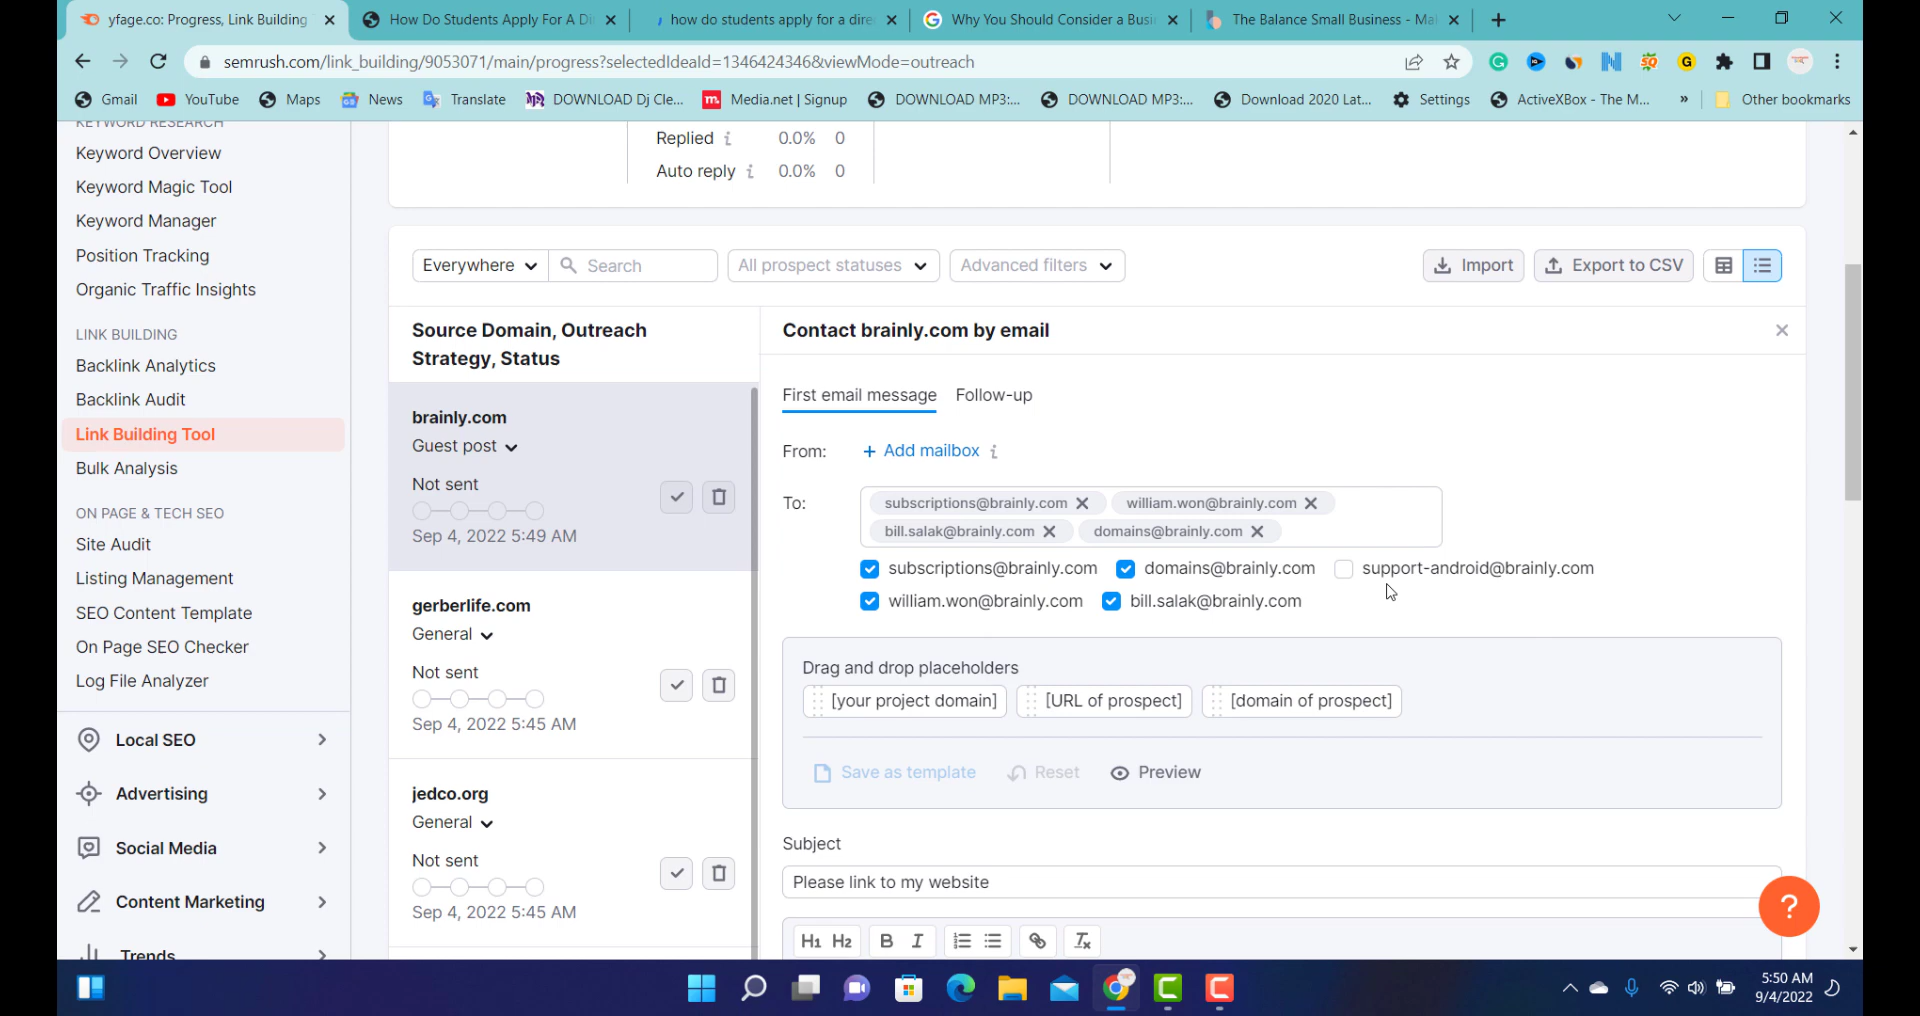 yfage.co: Progress, Link Building
How Do Students Apply For A Di
how do students apply for a dire
Why You Should Consider a Busi
The Balance Small Business - Ma
semrush.com/link_building/9053071/main/progress?selectedIdeaId=1346424346&viewMode=outreach
Gmail
YouTube
Maps
News
Translate
DOWNLOAD Dj Cle...
Media.net | Signup
DOWNLOAD MP3:...
DOWNLOAD MP3:...
Download 2020 Lat...
Settings
ActiveXBox - The M...
»
Other bookmarks
KEYWORD RESEARCH
Keyword Overview
Keyword Magic Tool
Keyword Manager
Position Tracking
Organic Traffic Insights
LINK BUILDING
Backlink Analytics
Backlink Audit
Link Building Tool
Bulk Analysis
ON PAGE & TECH SEO
Site Audit
Listing Management
SEO Content Template
On Page SEO Checker
Log File Analyzer
Local SEO
Advertising
Social Media
Content Marketing
Trends
Replied i 0.0% 0
Auto reply i 0.0% 0
Everywhere
Search
All prospect statuses
Advanced filters
Import
Export to CSV
Source Domain, Outreach
Strategy, Status
brainly.com
Guest post
Not sent
Sep 4, 2022 5:49 AM
gerberlife.com
General
Not sent
Sep 4, 2022 5:45 AM
jedco.org
General
Not sent
Sep 4, 2022 5:45 AM
Contact brainly.com by email
First email message Follow-up
From: + Add mailbox i
To: subscriptions@brainly.com william.won@brainly.com
bill.salak@brainly.com domains@brainly.com
subscriptions@brainly.com domains@brainly.com support-android@brainly.com
william.won@brainly.com bill.salak@brainly.com
Drag and drop placeholders
[your project domain] [URL of prospect] [domain of prospect]
Save as template Reset Preview
Subject
Please link to my website
H1 H2 B I Tx
?
5:50 AM
9/4/2022